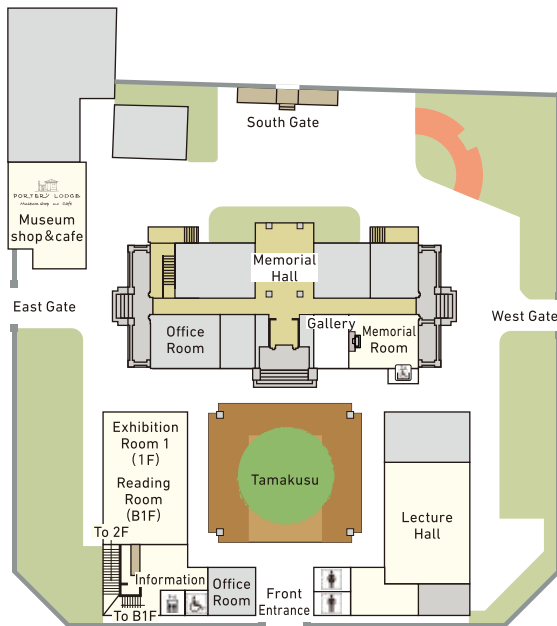 South Gate
PORTER'S LODGE
Museum shop and Cafe
Museum
shop&cafe
Memorial
Hall
East Gate
West Gate
Gallery
Office
Room
Memorial
Room
Exhibition
Room 1
(1F)
Reading
Room
(B1F)
Tamakusu
Lecture
Hall
To 2F
Information
Office
Room
Front
Entrance
To B1F